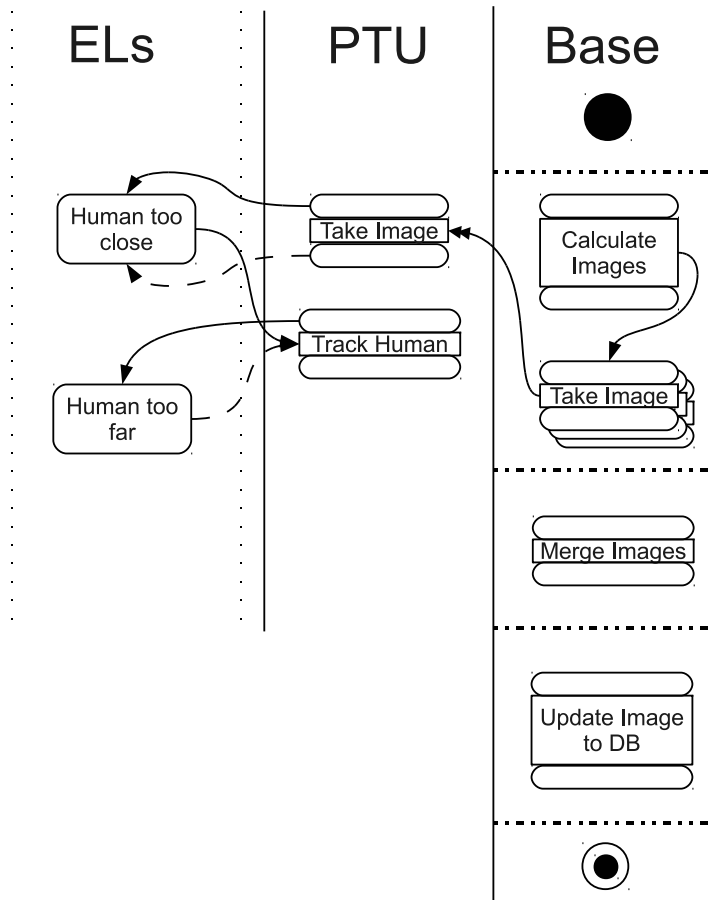 ELs
PTU
Base
Human too
close
Take Image
Calculate
Images
Track Human
Take Image
Human too
far
Merge Images
Update Image
to DB